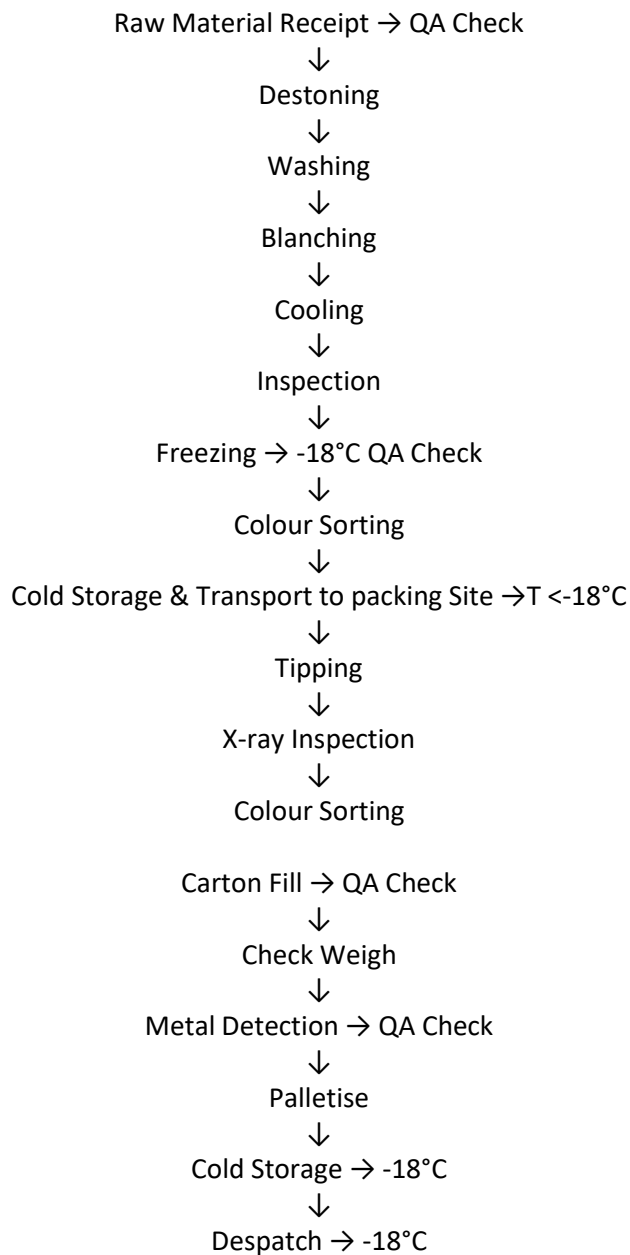 Raw Material Receipt → QA Check
↓
Destoning
↓
Washing
↓
Blanching
↓
Cooling
↓
Inspection
↓
Freezing → -18°C QA Check
↓
Colour Sorting
↓
Cold Storage & Transport to packing Site →T <-18°C
↓
Tipping
↓
X-ray Inspection
↓
Colour Sorting
Carton Fill → QA Check
↓
Check Weigh
↓
Metal Detection → QA Check
↓
Palletise
↓
Cold Storage → -18°C
↓
Despatch → -18°C